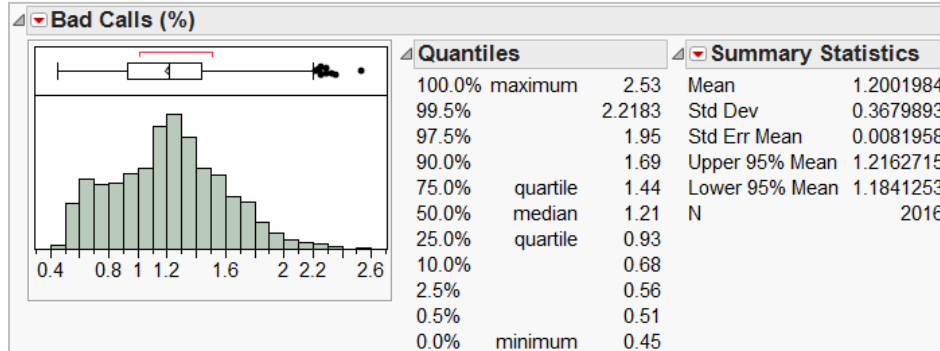 Bad Calls (%)
Quantiles
100.0% maximum 2.53
99.5% 2.2183
97.5% 1.95
90.0% 1.69
75.0% quartile 1.44
50.0% median 1.21
25.0% quartile 0.93
10.0% 0.68
2.5% 0.56
0.5% 0.51
0.0% minimum 0.45
Summary Statistics
Mean 1.2001984
Std Dev 0.3679893
Std Err Mean 0.0081958
Upper 95% Mean 1.2162715
Lower 95% Mean 1.1841253
N 2016
0.4 0.8 1 1.2 1.6 2 2.2 2.6